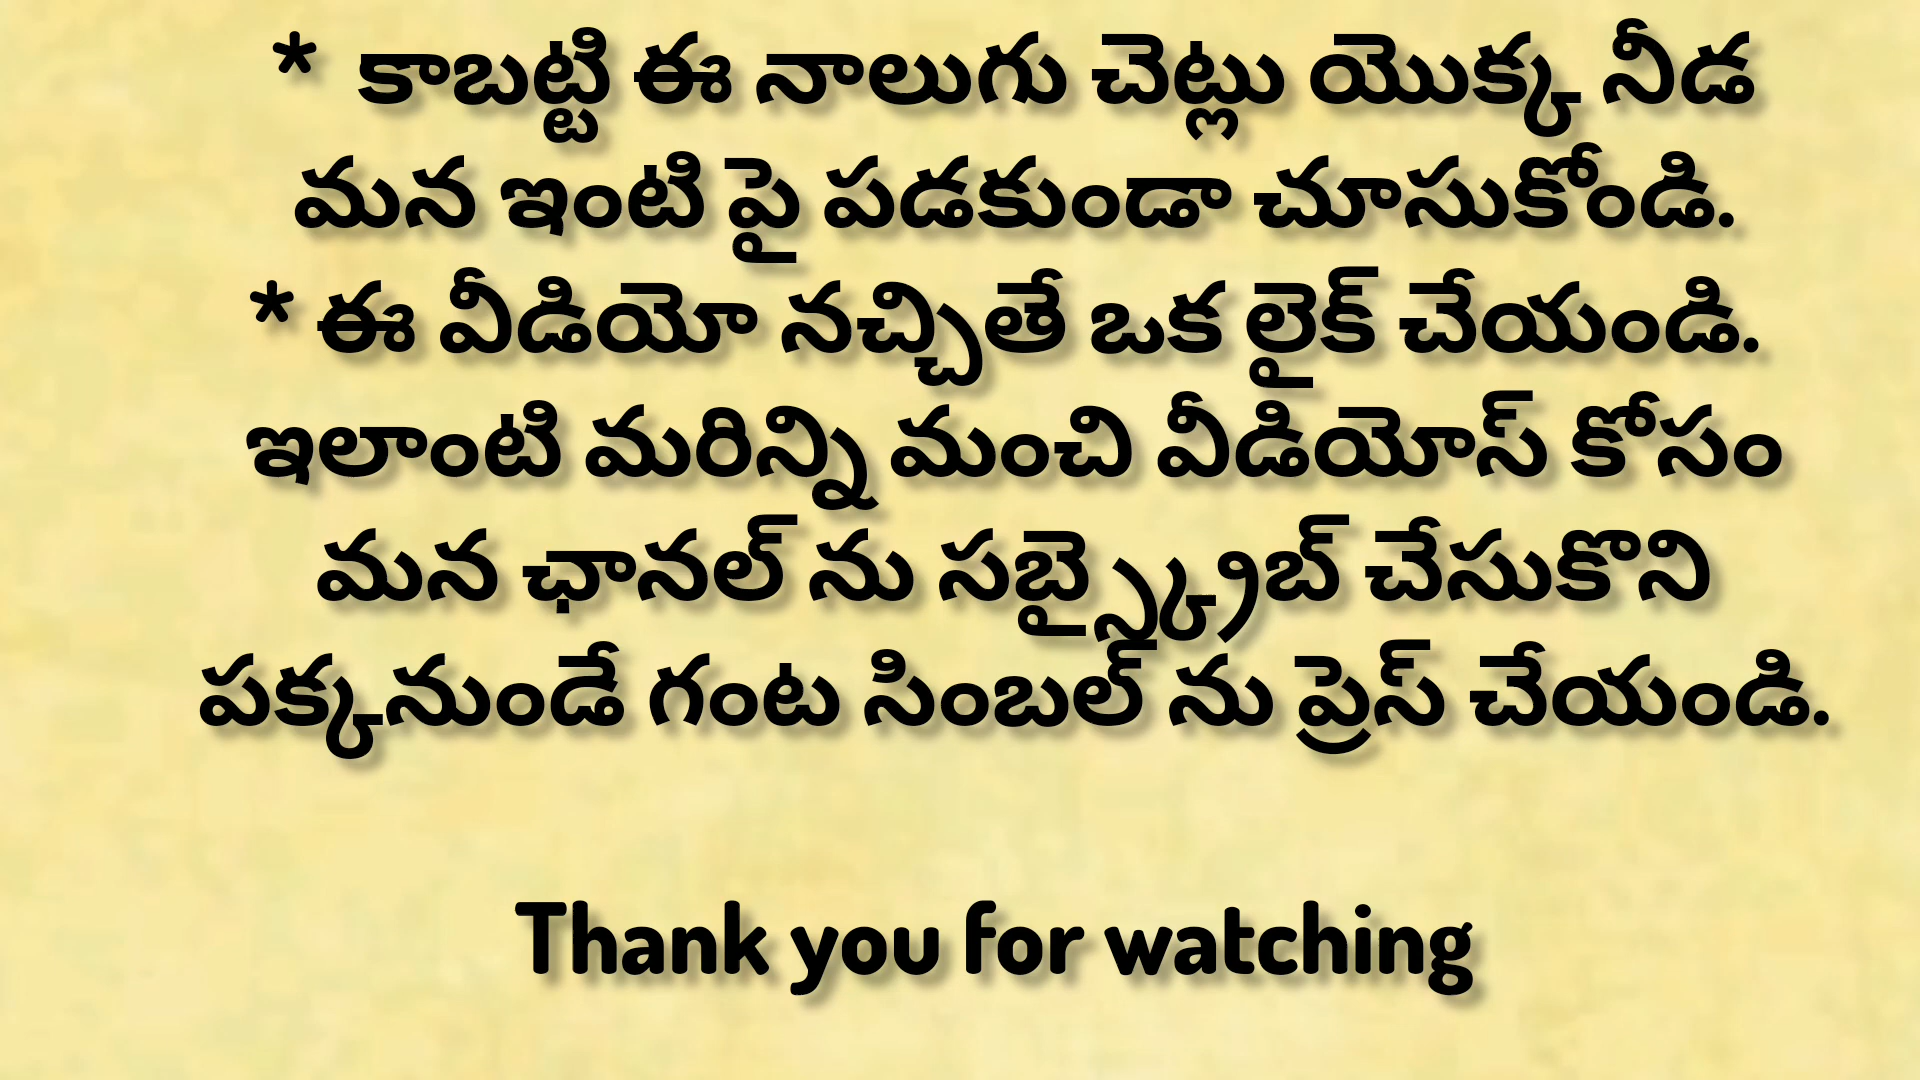 * కాబట్టి ఈ నాలుగు చెట్లు యొక్క నీడ
మన ఇంటి పై పడకుండా చూసుకోండి.
* ఈ వీడియో నచ్చితే ఒక లైక్ చేయండి.
ఇలాంటి మరిన్ని మంచి వీడియోస్ కోసం
మన ఛానల్ ను సబ్స్క్రైబ్ చేసుకొని
పక్కనుండే గంట సింబల్ ను ప్రెస్ చేయండి.
Thank you for watching